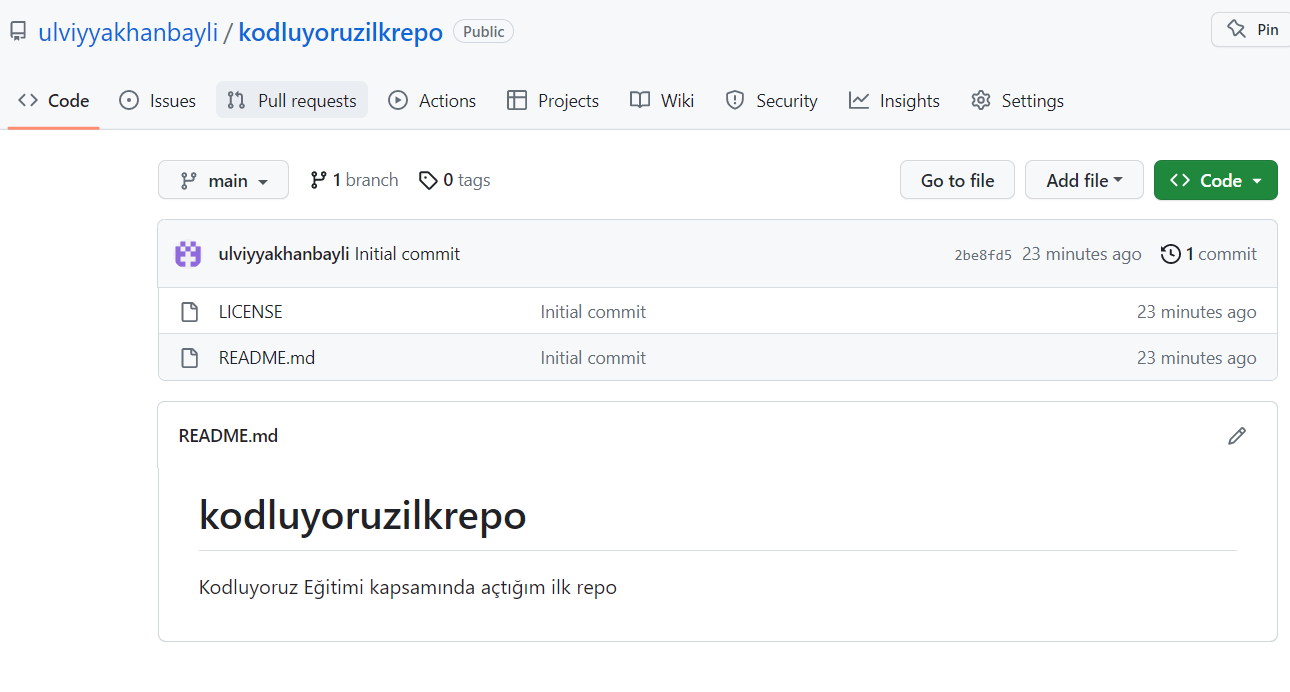 ulviyyakhanbayli / kodluyoruzilkrepo Public Pin
Code Issues Pull requests Actions Projects Wiki Security Insights Settings
main 1 branch 0 tags Go to file Add file Code
ulviyyakhanbayli Initial commit 2be8fd5 23 minutes ago 1 commit
LICENSE Initial commit 23 minutes ago
README.md Initial commit 23 minutes ago
README.md
kodluyoruzilkrepo
Kodluyoruz Eğitimi kapsamında açtığım ilk repo